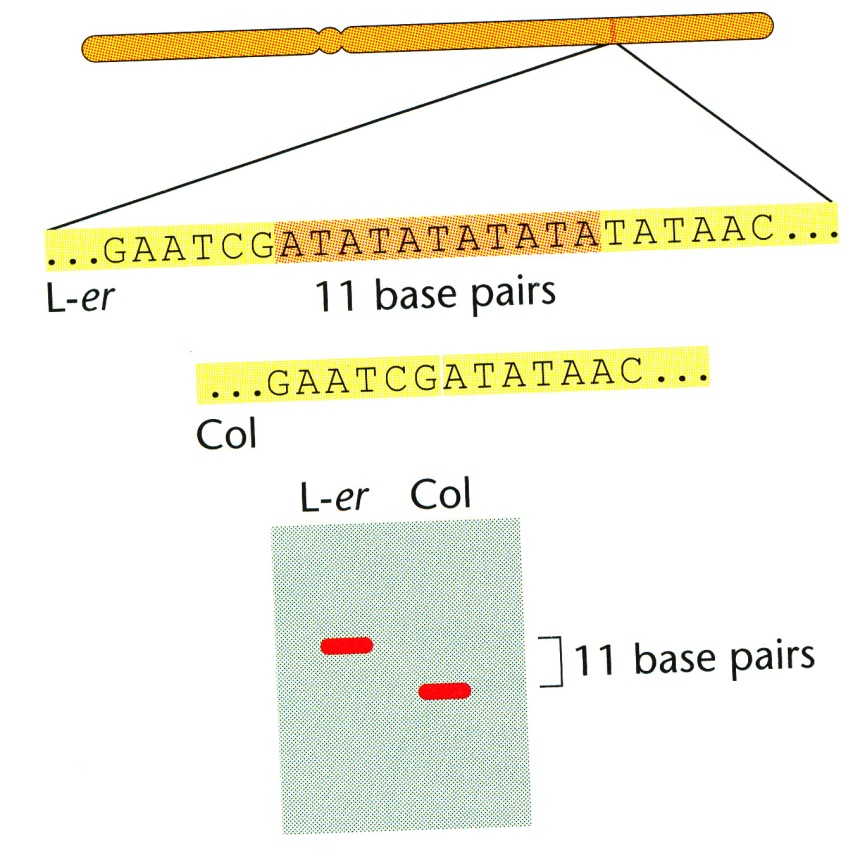 ...GAATCGATATATATATATATAAC...
L-er 11 base pairs
...GAATCGATATAAC...
Col
L-er Col
11 base pairs